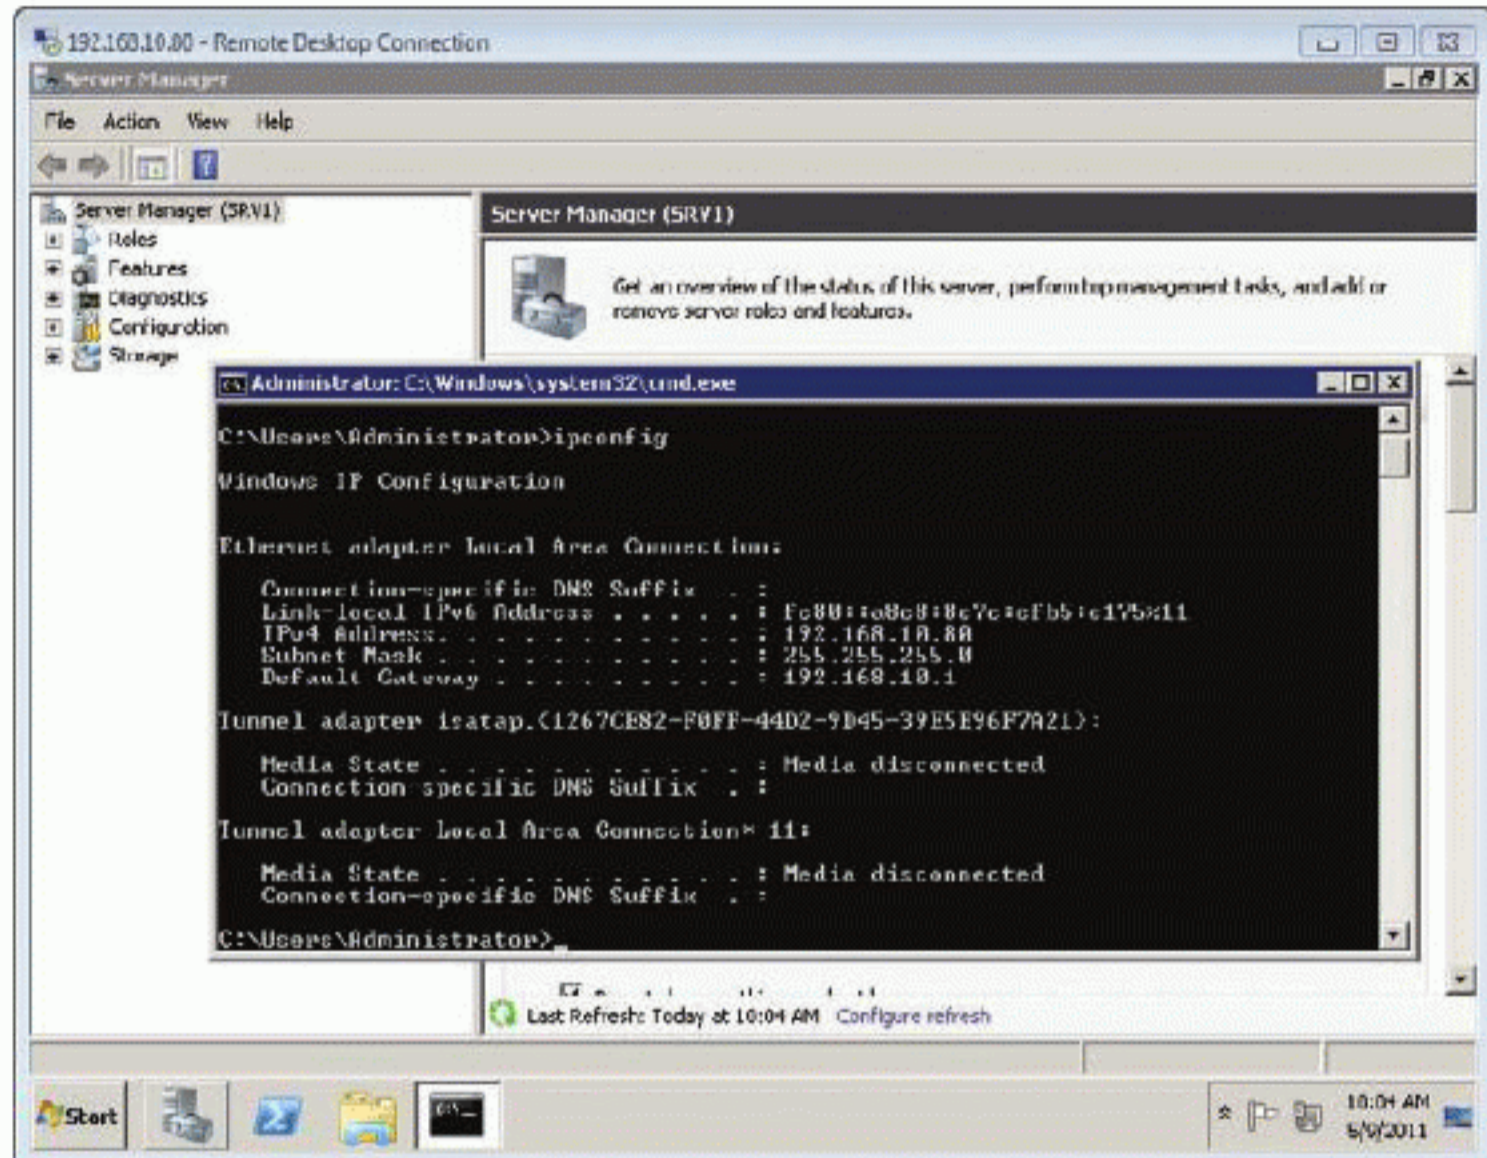 192.168.10.80 - Remote Desktop Connection
Server Manager
File Action View Help
Server Manager (SRV1)
Roles
Features
Diagnostics
Configuration
Storage
Server Manager (SRV1)
Get an overview of the status of this server, perform top management tasks, and add or
remove server roles and features.
Administrator: C:\Windows\system32\cmd.exe
C:\Users\Administrator>ipconfig
Windows IP Configuration
Ethernet adapter Local Area Connection:
Connection-specific DNS Suffix . :
Link-local IPv6 Address . . . . . :
IPv4 Address. . . . . . . . . . . : 192.168.10.80
Subnet Mask . . . . . . . . . . . : 255.255.255.0
Default Gateway . . . . . . . . . : 192.168.10.1
Tunnel adapter isatap.{1267CE82-F0FF-44D2-9D45-39E5E96F7A21}:
Media State . . . . . . . . . . . : Media disconnected
Connection-specific DNS Suffix . :
Tunnel adapter Local Area Connection* 11:
Media State . . . . . . . . . . . : Media disconnected
Connection-specific DNS Suffix . :
C:\Users\Administrator>_
Last Refresh: Today at 10:04 AM Configure refresh
Start
10:04 AM